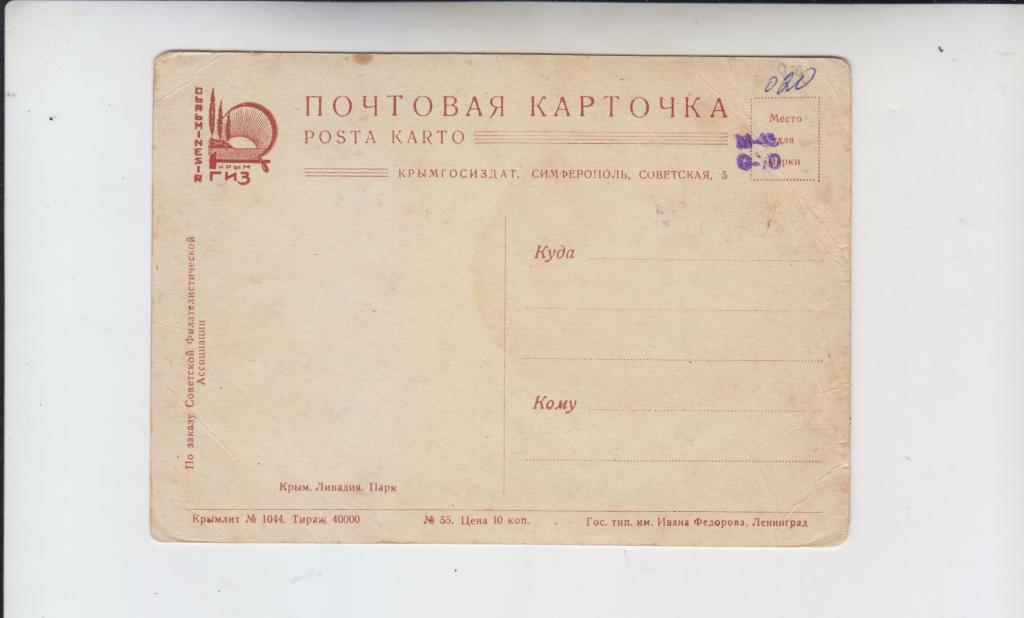 020
ПОЧТОВАЯ КАРТОЧКА
POSTA KARTO
КРЫМГОСИЗДАТ, СИМФЕРОПОЛЬ, СОВЕТСКАЯ, 5
КРЫМ
ГИЗ
Место
для
марки
Куда
Кому
По заказу Советской Филателистической
Ассоциации
Крым. Ливадия. Парк
Крымлит № 1044. Тираж 40000
№ 55. Цена 10 коп.
Гос. тип. им. Ивана Федорова, Ленинград